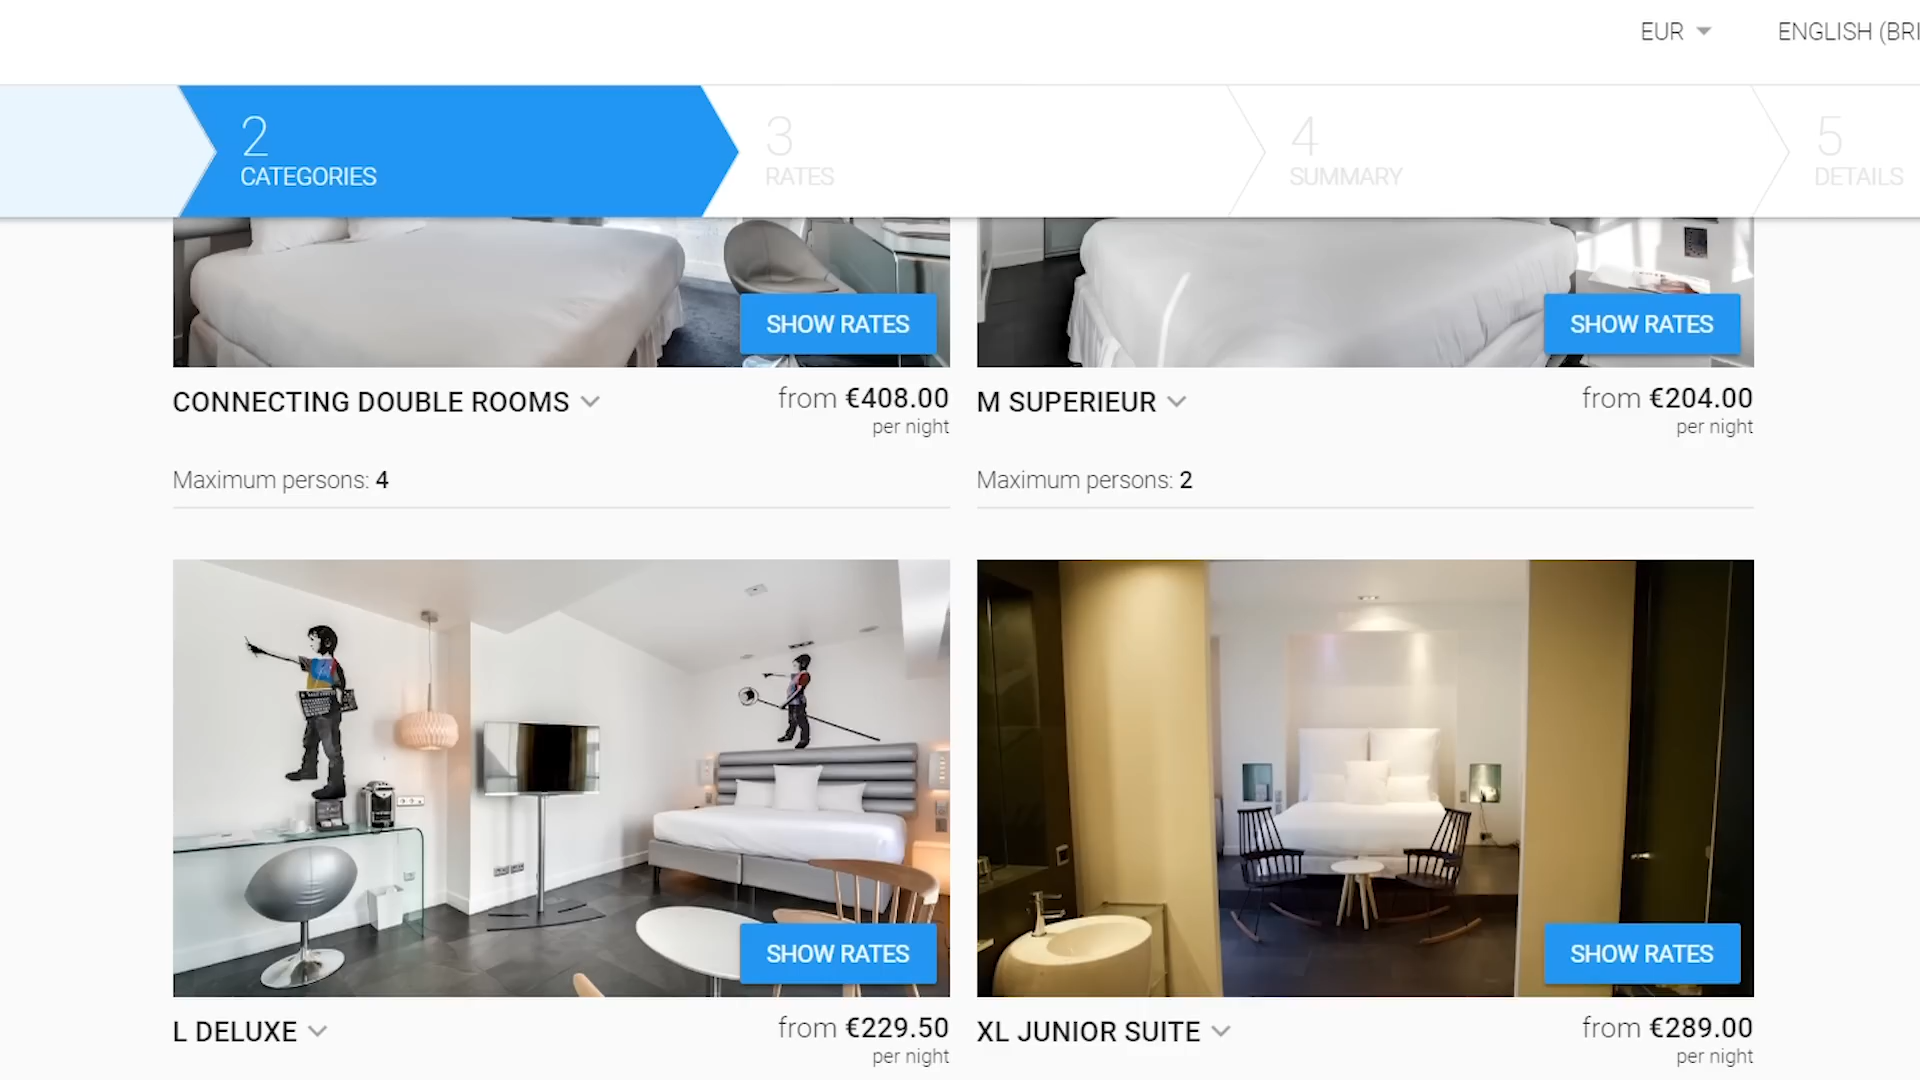 EUR
ENGLISH (BRI
2
CATEGORIES
3
RATES
4
SUMMARY
5
DETAILS
SHOW RATES
SHOW RATES
CONNECTING DOUBLE ROOMS
from €408.00
per night
Maximum persons: 4
M SUPERIEUR
from €204.00
per night
Maximum persons: 2
SHOW RATES
SHOW RATES
L DELUXE
from €229.50
per night
XL JUNIOR SUITE
from €289.00
per night